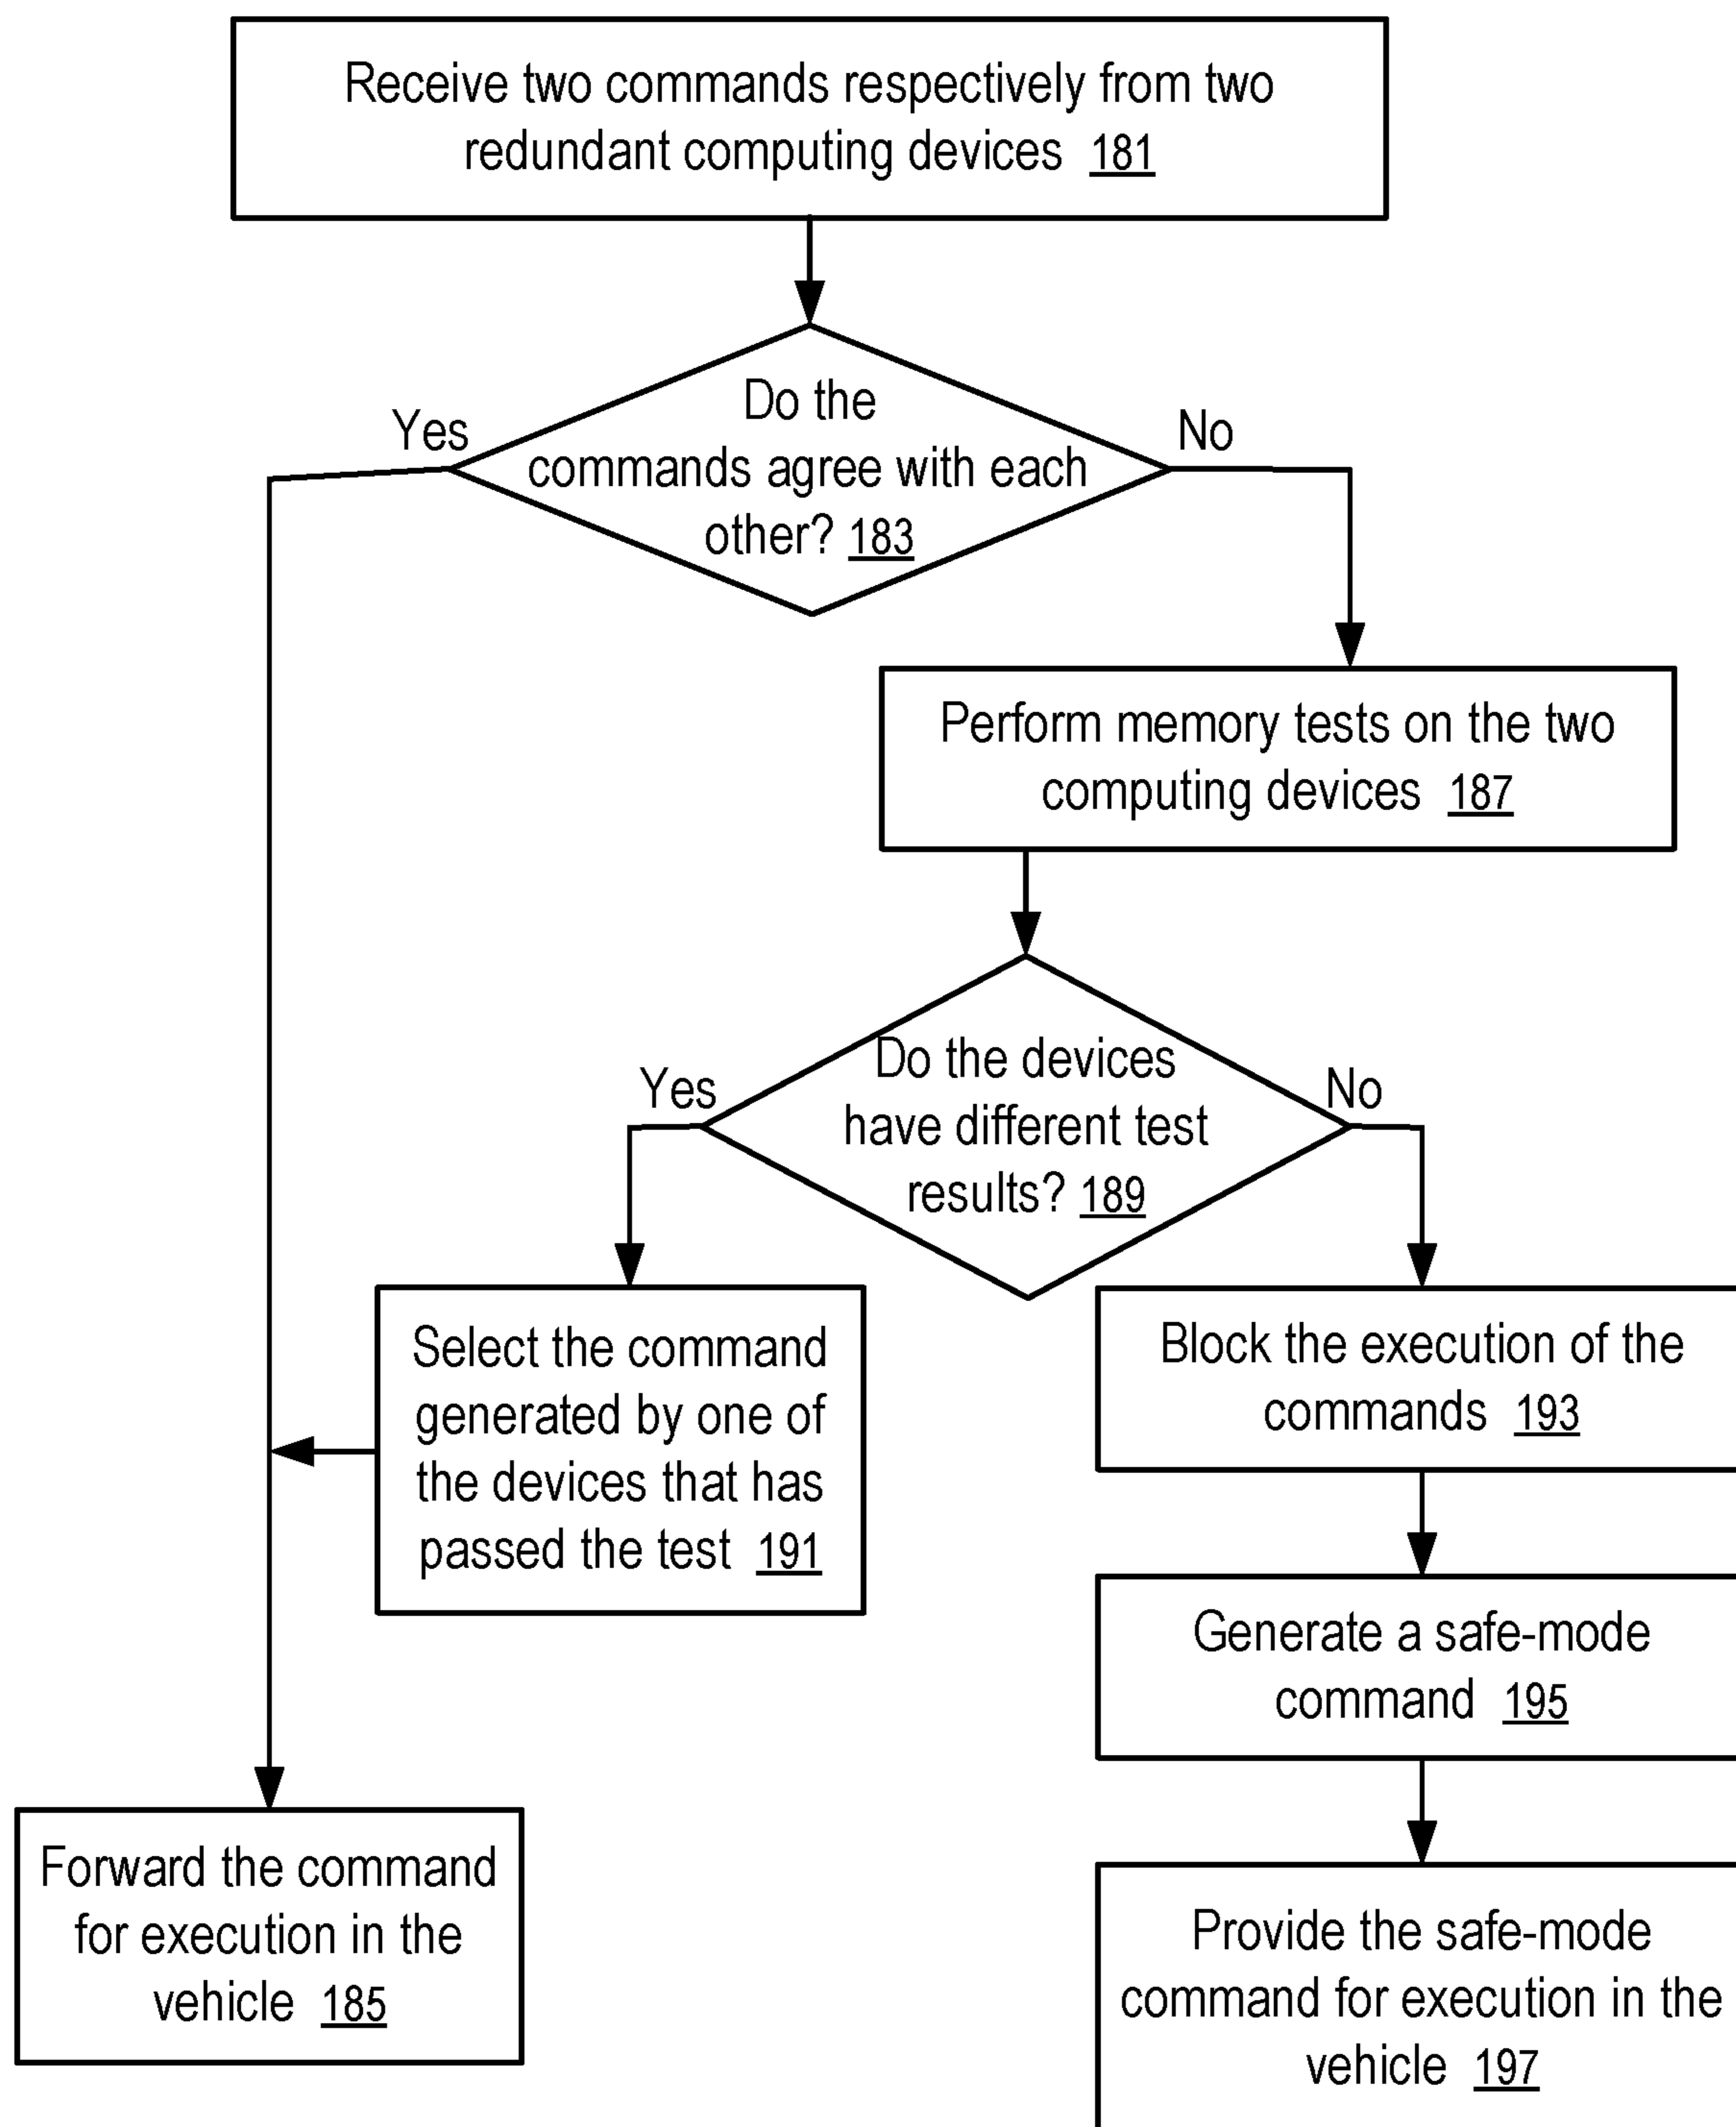 Receive two commands respectively from two
redundant computing devices 181
Do the
commands agree with each
other? 183
Yes
No
Perform memory tests on the two
computing devices 187
Do the devices
have different test
results? 189
Yes
No
Select the command
generated by one of
the devices that has
passed the test 191
Block the execution of the
commands 193
Generate a safe-mode
command 195
Forward the command
for execution in the
vehicle 185
Provide the safe-mode
command for execution in the
vehicle 197